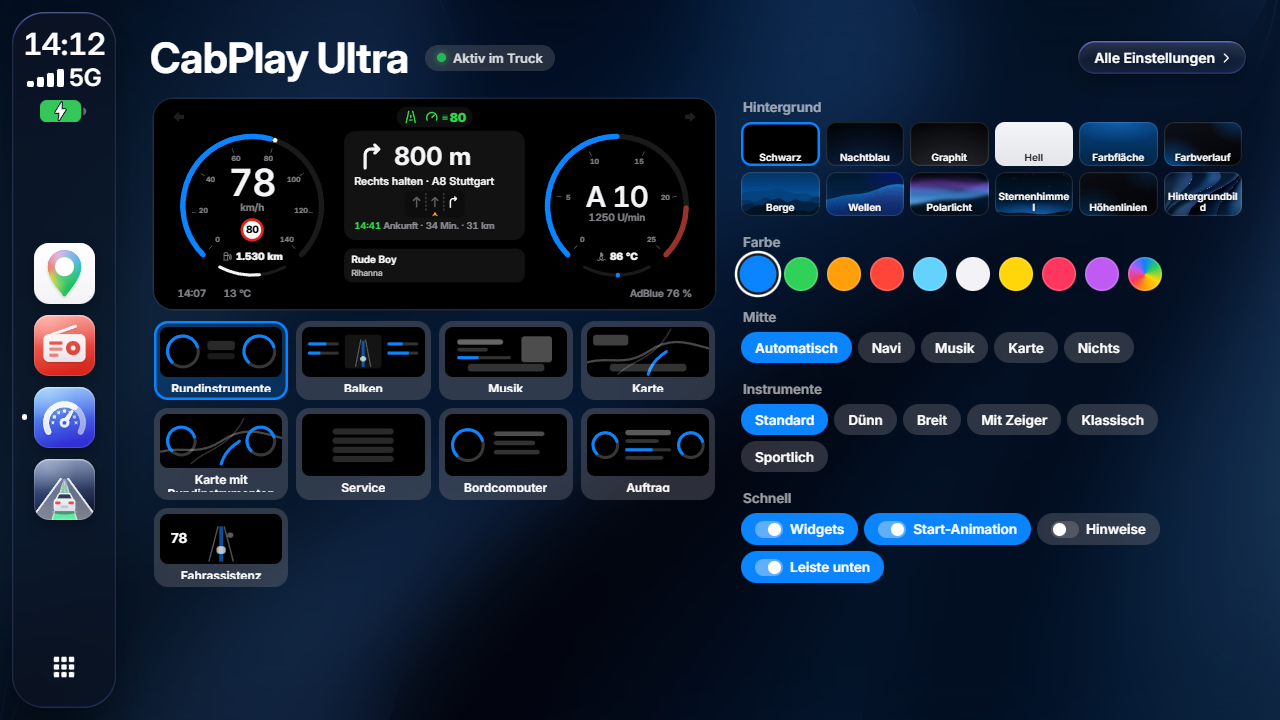 14:12
5G
CabPlay Ultra
Aktiv im Truck
Alle Einstellungen
80
60
80
40
100
20
120
0
140
78
km/h
80
1.530 km
14:07
13 °C
800 m
Rechts halten · A8 Stuttgart
14:41 Ankunft · 34 Min. · 31 km
Rude Boy
Rihanna
10
15
5
20
0
25
A 10
1250 U/min
86 °C
AdBlue 76 %
Rundinstrumente
Balken
Musik
Karte
Karte mit
Rundinstrumenten
Service
Bordcomputer
Auftrag
78
Fahrassistenz
Hintergrund
Schwarz
Nachtblau
Graphit
Hell
Farbfläche
Farbverlauf
Berge
Wellen
Polarlicht
Sternenhimme
l
Höhenlinien
Hintergrundbil
d
Farbe
Mitte
Automatisch
Navi
Musik
Karte
Nichts
Instrumente
Standard
Dünn
Breit
Mit Zeiger
Klassisch
Sportlich
Schnell
Widgets
Start-Animation
Hinweise
Leiste unten